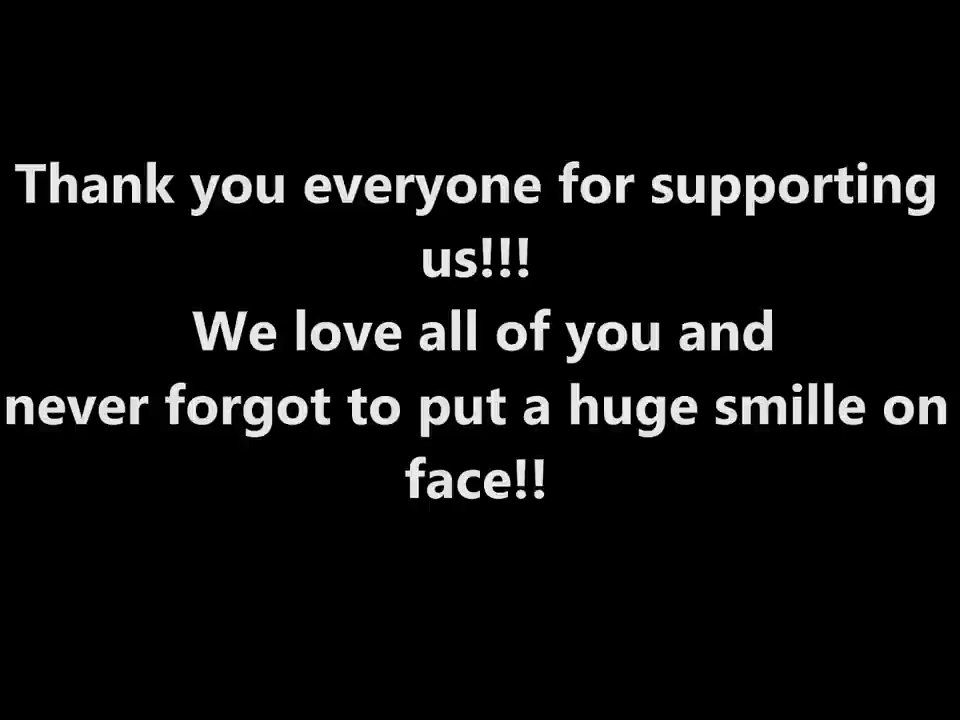 Thank you everyone for supporting
us!!!
We love all of you and
never forgot to put a huge smille on
face!!